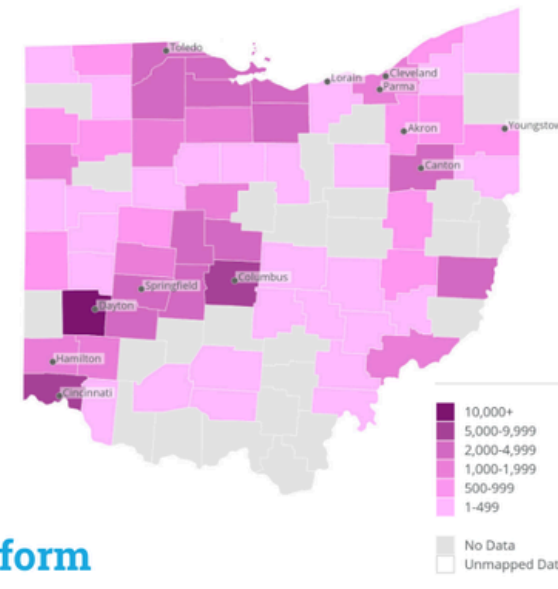 Toledo
Lorain
Cleveland
Parma
Akron
Youngstow
Canton
Columbus
Springfield
Dayton
Hamilton
Cincinnati
10,000+
5,000-9,999
2,000-4,999
1,000-1,999
500-999
1-499
No Data
Unmapped Dat
form